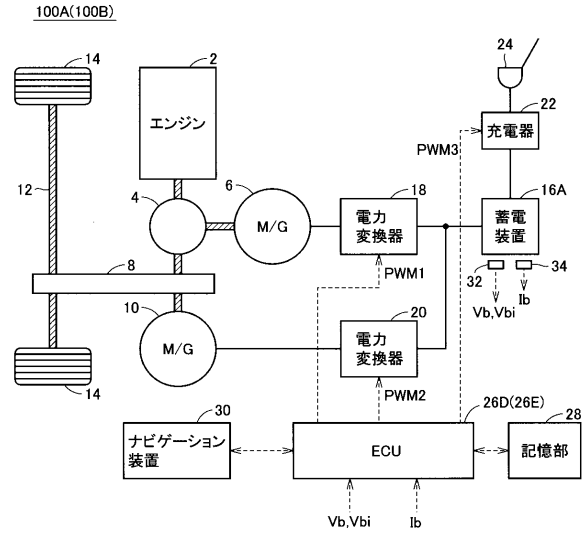 100A(100B)
14
2
24
エンジン
22
充電器
12
4
6
PWM3
18
16A
M/G
電力
変換器
蓄電
装置
8
PWM1
32
34
Vb,Vbi
Ib
10
20
M/G
電力
変換器
14
PWM2
30
26D(26E)
28
ナビゲーション
装置
ECU
記憶部
Vb,Vbi
Ib